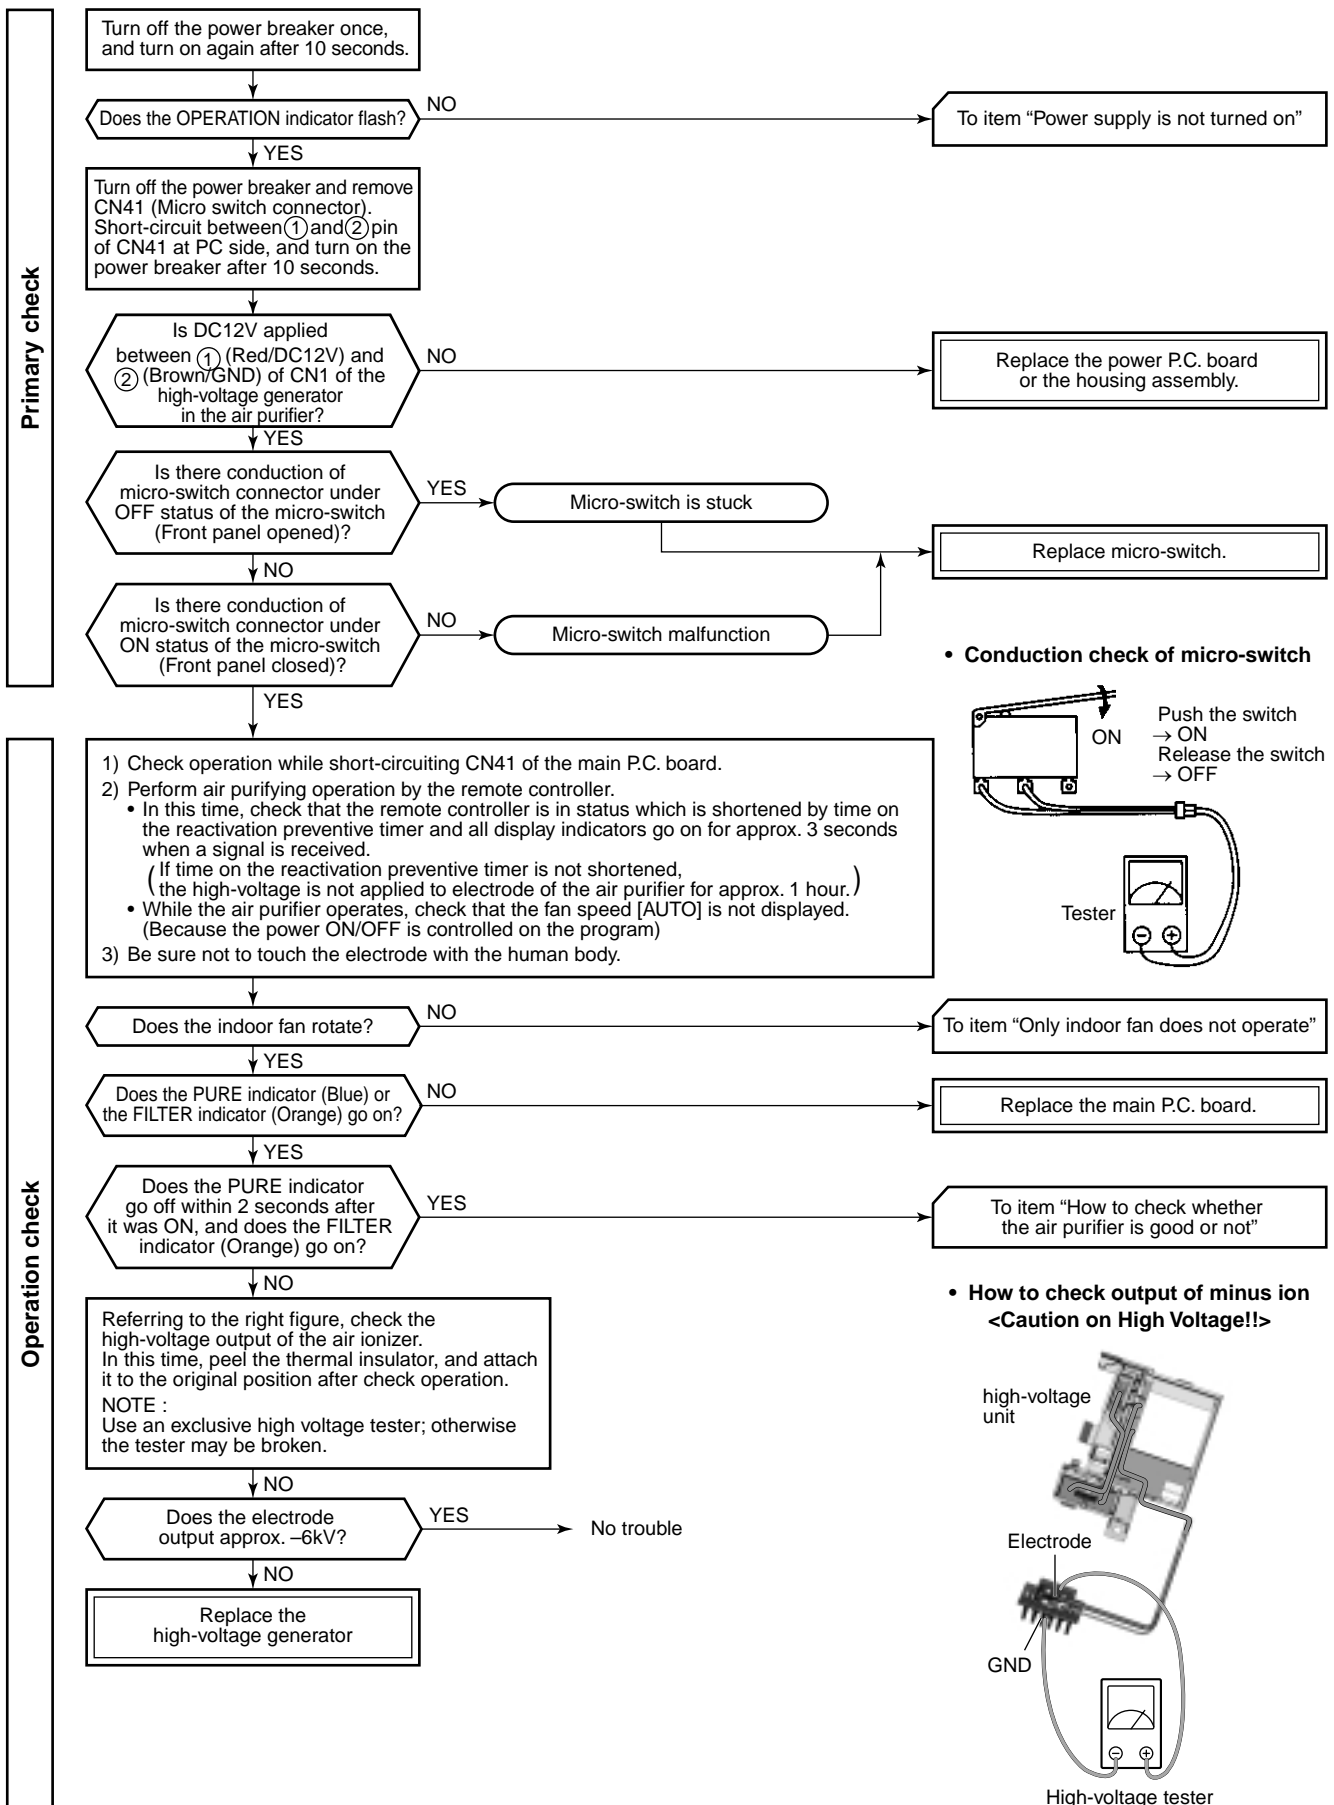 Primary check
Turn off the power breaker once,
and turn on again after 10 seconds.
Does the OPERATION indicator flash?
NO
To item “Power supply is not turned on”
YES
Turn off the power breaker and remove
CN41 (Micro switch connector).
Short-circuit between ① and ② pin
of CN41 at PC side, and turn on the
power breaker after 10 seconds.
Is DC12V applied
between ① (Red/DC12V) and
② (Brown/GND) of CN1 of the
high-voltage generator
in the air purifier?
NO
Replace the power P.C. board
or the housing assembly.
YES
Is there conduction of
micro-switch connector under
OFF status of the micro-switch
(Front panel opened)?
YES
Micro-switch is stuck
Replace micro-switch.
NO
Is there conduction of
micro-switch connector under
ON status of the micro-switch
(Front panel closed)?
NO
Micro-switch malfunction
YES
• Conduction check of micro-switch
ON
Push the switch
→ ON
Release the switch
→ OFF
Tester
⊖ ⊕
Operation check
1) Check operation while short-circuiting CN41 of the main P.C. board.
2) Perform air purifying operation by the remote controller.
• In this time, check that the remote controller is in status which is shortened by time on
the reactivation preventive timer and all display indicators go on for approx. 3 seconds
when a signal is received.
(If time on the reactivation preventive timer is not shortened,
the high-voltage is not applied to electrode of the air purifier for approx. 1 hour.)
• While the air purifier operates, check that the fan speed [AUTO] is not displayed.
(Because the power ON/OFF is controlled on the program)
3) Be sure not to touch the electrode with the human body.
Does the indoor fan rotate?
NO
To item “Only indoor fan does not operate”
YES
Does the PURE indicator (Blue) or
the FILTER indicator (Orange) go on?
NO
Replace the main P.C. board.
YES
Does the PURE indicator
go off within 2 seconds after
it was ON, and does the FILTER
indicator (Orange) go on?
YES
To item “How to check whether
the air purifier is good or not”
NO
Referring to the right figure, check the
high-voltage output of the air ionizer.
In this time, peel the thermal insulator, and attach
it to the original position after check operation.
NOTE :
Use an exclusive high voltage tester; otherwise
the tester may be broken.
NO
Does the electrode
output approx. –6kV?
YES
No trouble
NO
Replace the
high-voltage generator
• How to check output of minus ion
<Caution on High Voltage!!>
high-voltage
unit
Electrode
GND
⊖ ⊕
High-voltage tester